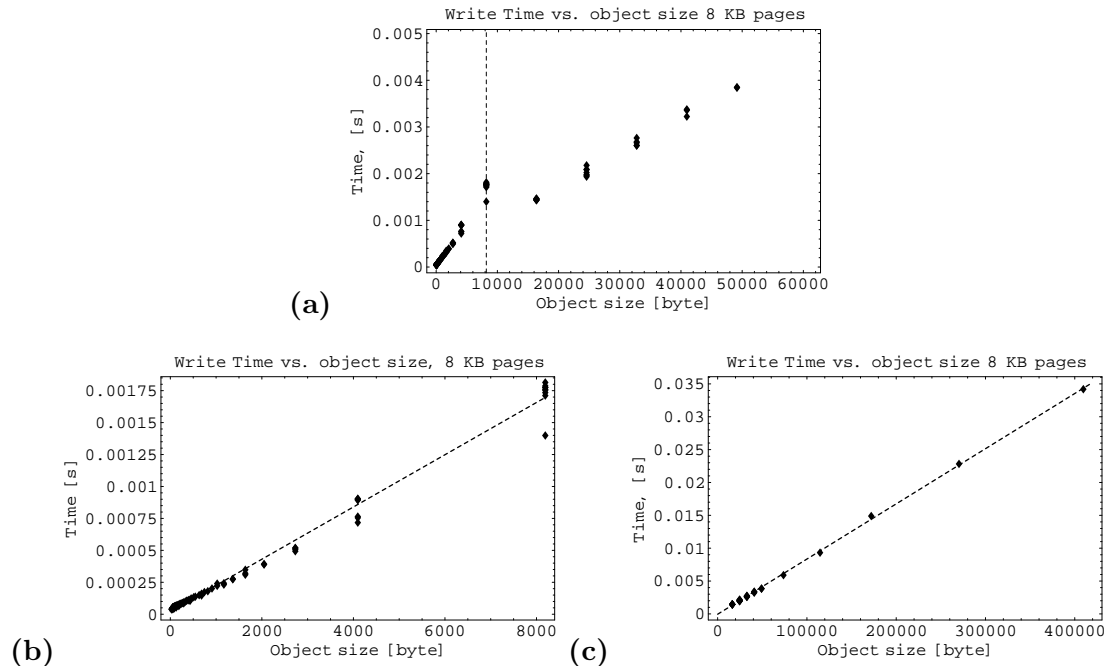 Write Time vs. object size 8 KB pages
0.005
0.004
0.003
0.002
0.001
0
Time, [s]
0 10000 20000 30000 40000 50000 60000
Object size [byte]
(a)
Write Time vs. object size, 8 KB pages
0.00175
0.0015
0.00125
0.001
0.00075
0.0005
0.00025
0
Time [s]
0 2000 4000 6000 8000
Object size [byte]
(b)
Write Time vs. object size 8 KB pages
0.035
0.03
0.025
0.02
0.015
0.01
0.005
0
Time, [s]
0 100000 200000 300000 400000
Object size [byte]
(c)